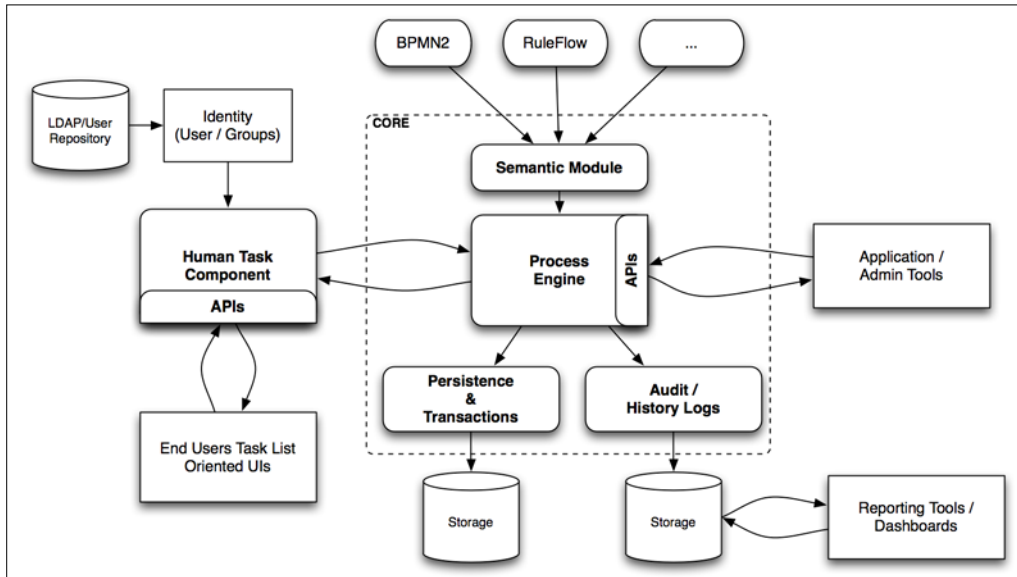 BPMN2
RuleFlow
...
LDAP/User
Repository
Identity
(User / Groups)
CORE
Semantic Module
Human Task
Component
APIs
Process
Engine
APIs
Application /
Admin Tools
Persistence
&
Transactions
Audit /
History Logs
End Users Task List
Oriented UIs
Storage
Storage
Reporting Tools /
Dashboards